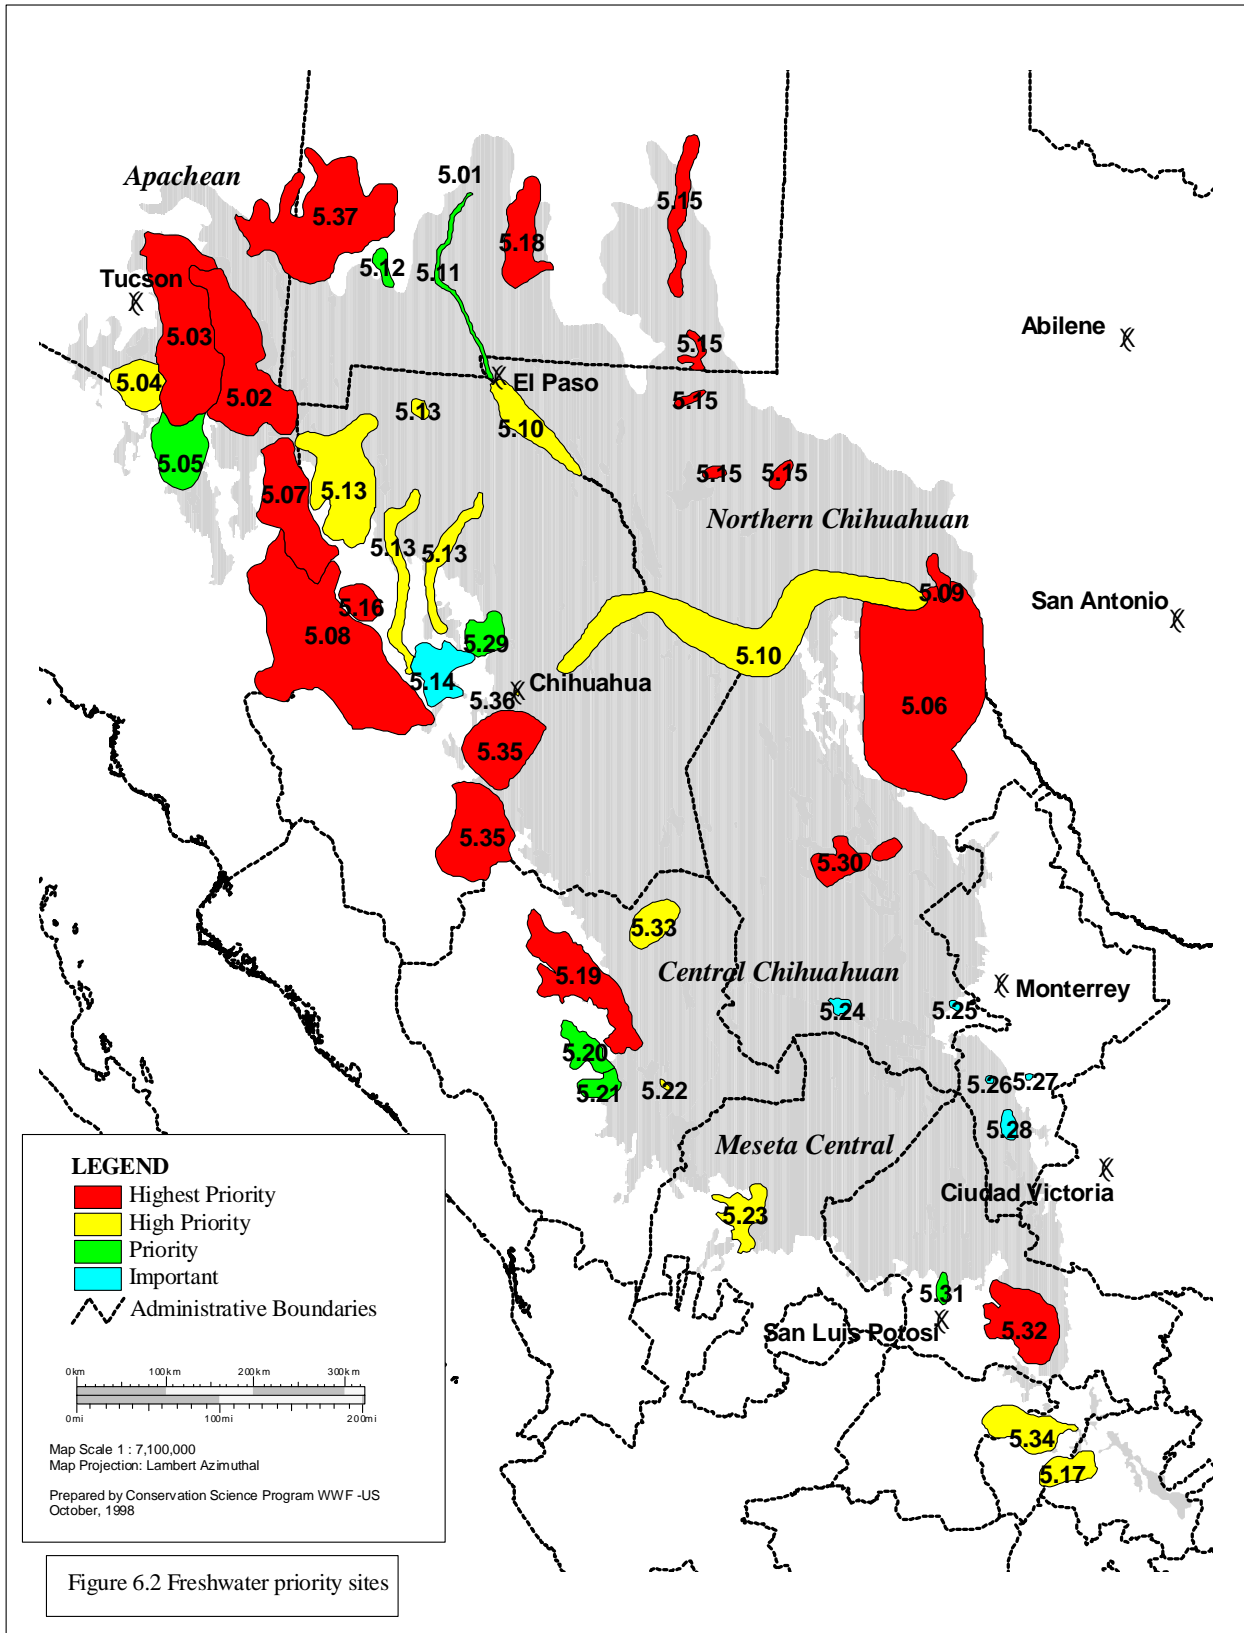 Apachean
5.01
5.15
5.37
5.18
5.12
5.11
Tucson
5.03
Abilene
5.15
5.04
5.02
El Paso
5.15
5.13
5.10
5.05
5.15
5.15
5.07
5.13
Northern Chihuahuan
5.13
5.13
5.09
San Antonio
5.16
5.08
5.29
5.10
5.14
Chihuahua
5.36
5.06
5.35
5.35
5.30
5.33
5.19
Central Chihuahuan
Monterrey
5.24
5.25
5.20
5.21
5.22
5.26
5.27
5.28
Meseta Central
Ciudad Victoria
5.23
5.31
San Luis Potosi
5.32
5.34
5.17
LEGEND
Highest Priority
High Priority
Priority
Important
Administrative Boundaries
0km 100km 200km 300km
0mi 100mi 200mi
Map Scale 1 : 7,100,000
Map Projection: Lambert Azimuthal
Prepared by Conservation Science Program WWF -US
October, 1998
Figure 6.2 Freshwater priority sites